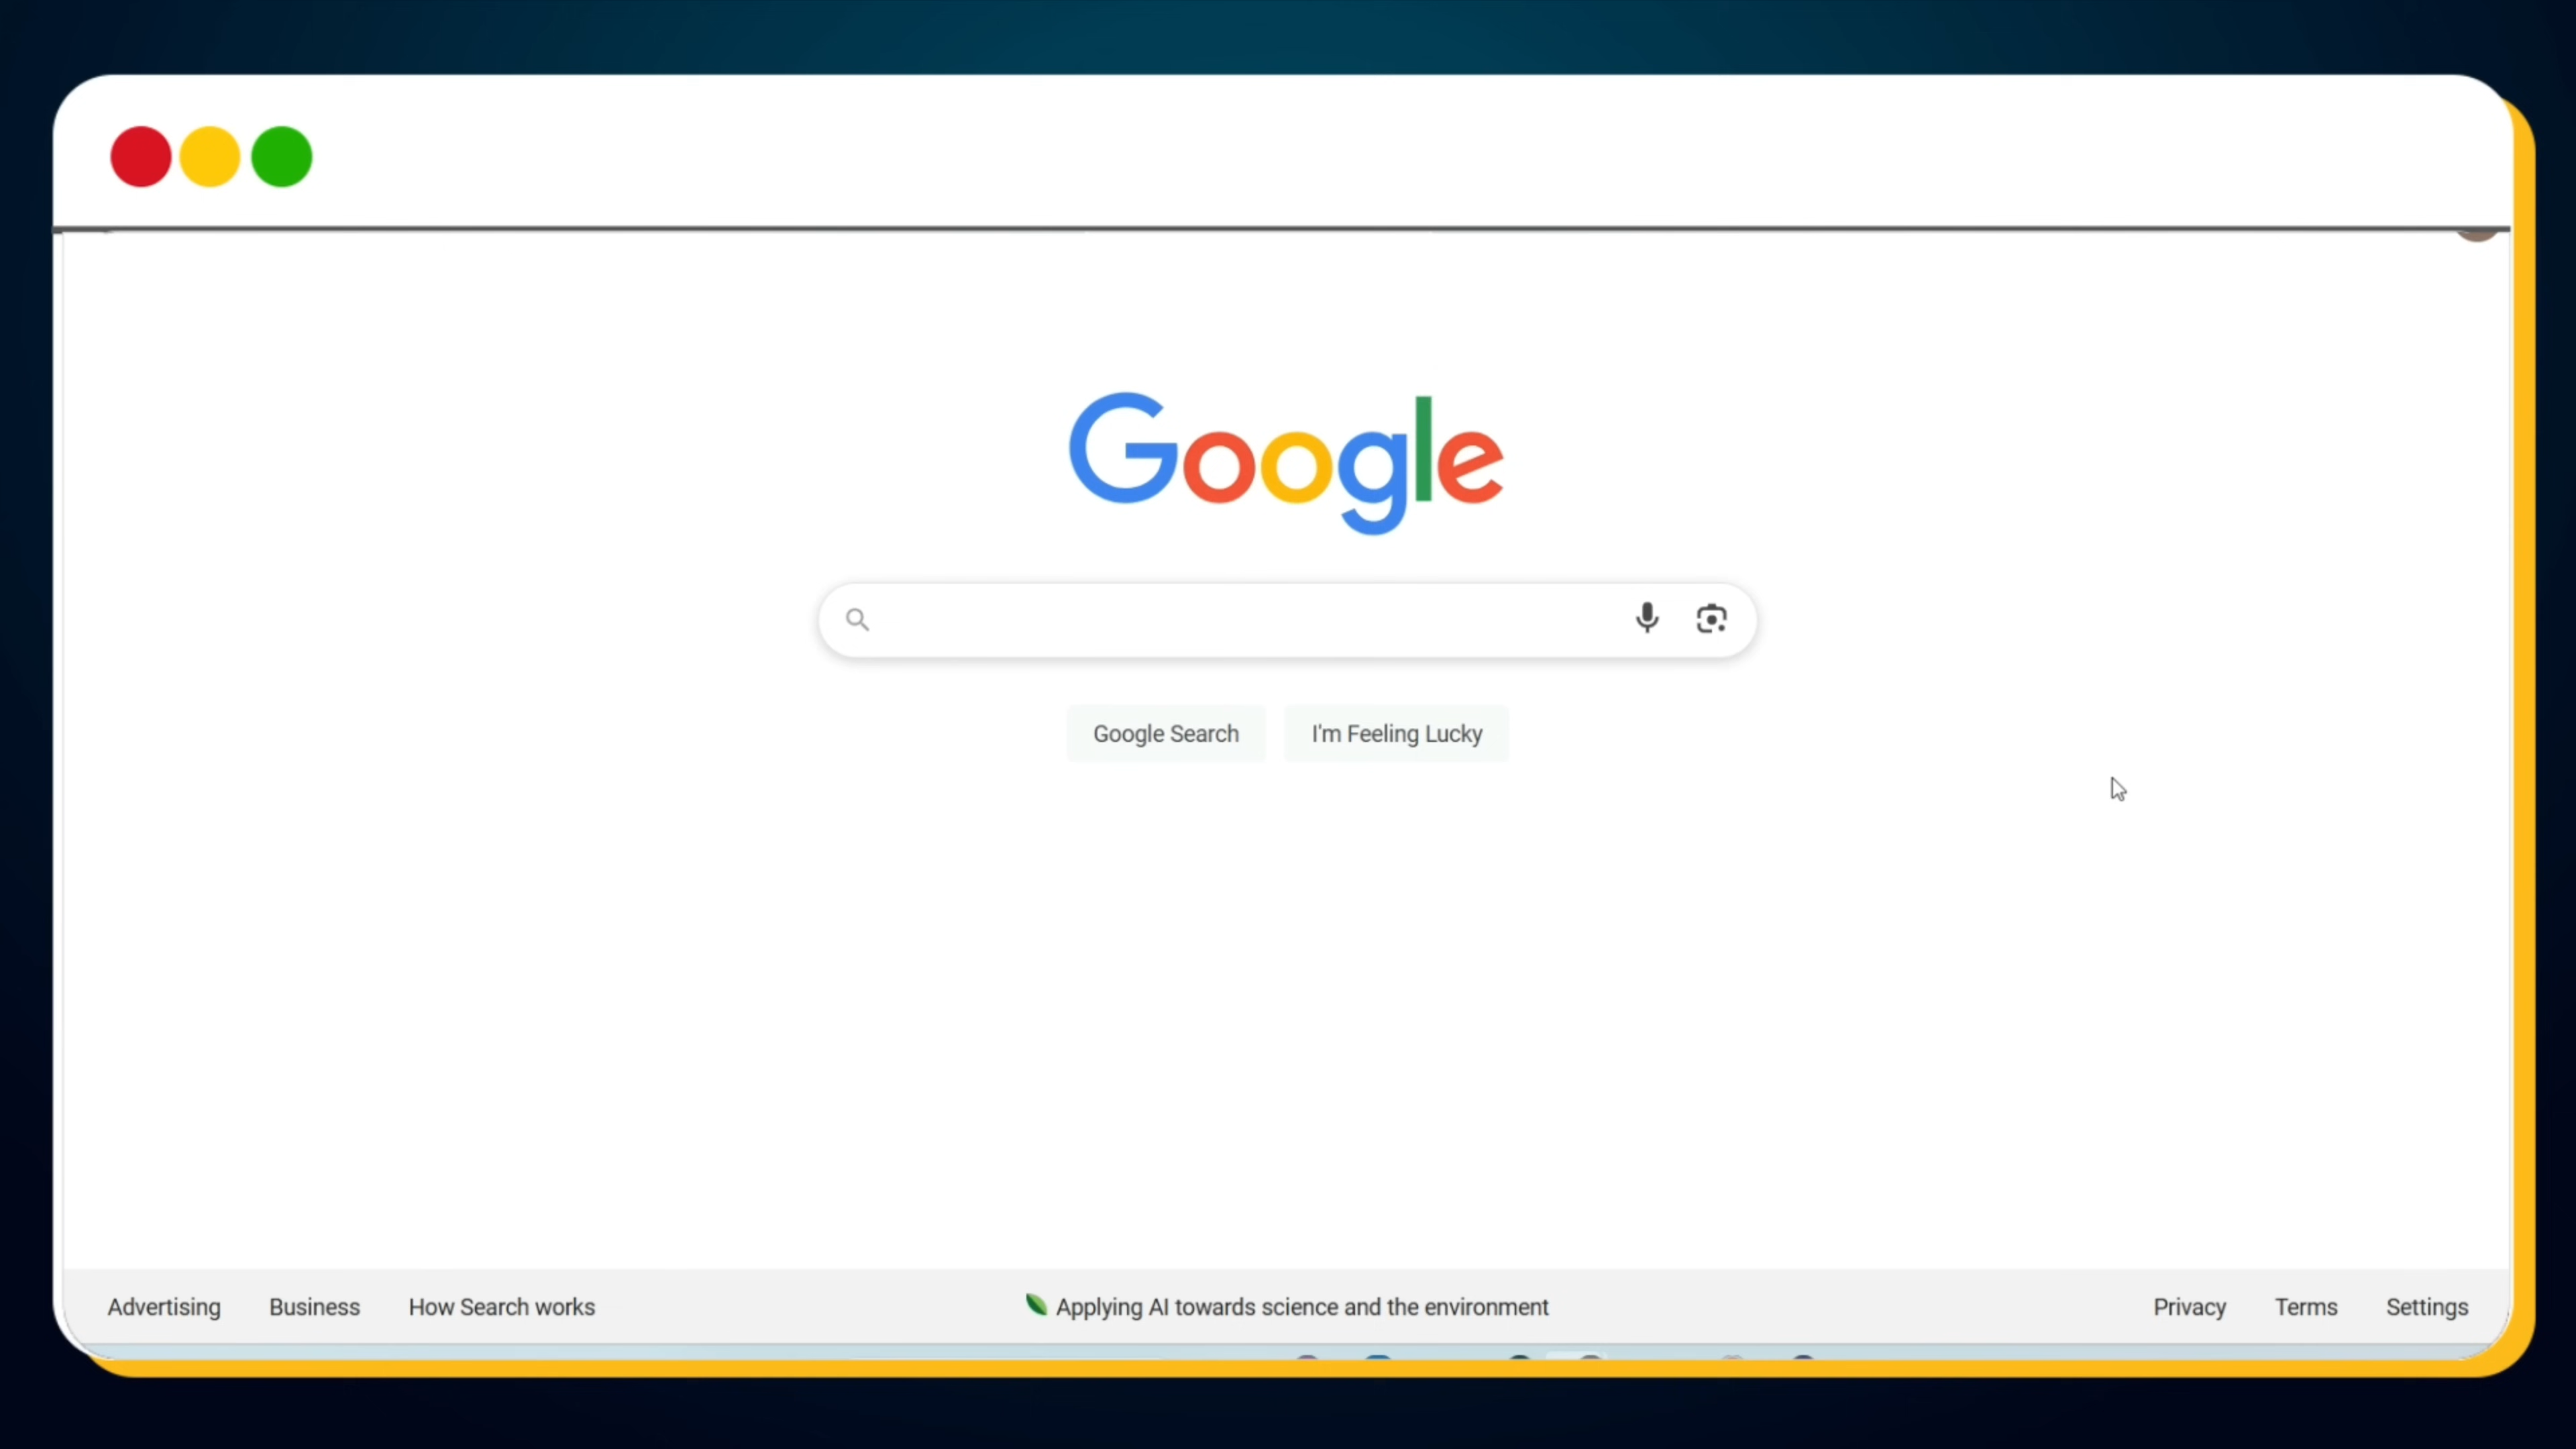 Google
Google Search
I'm Feeling Lucky
Advertising
Business
How Search works
Applying AI towards science and the environment
Privacy
Terms
Settings